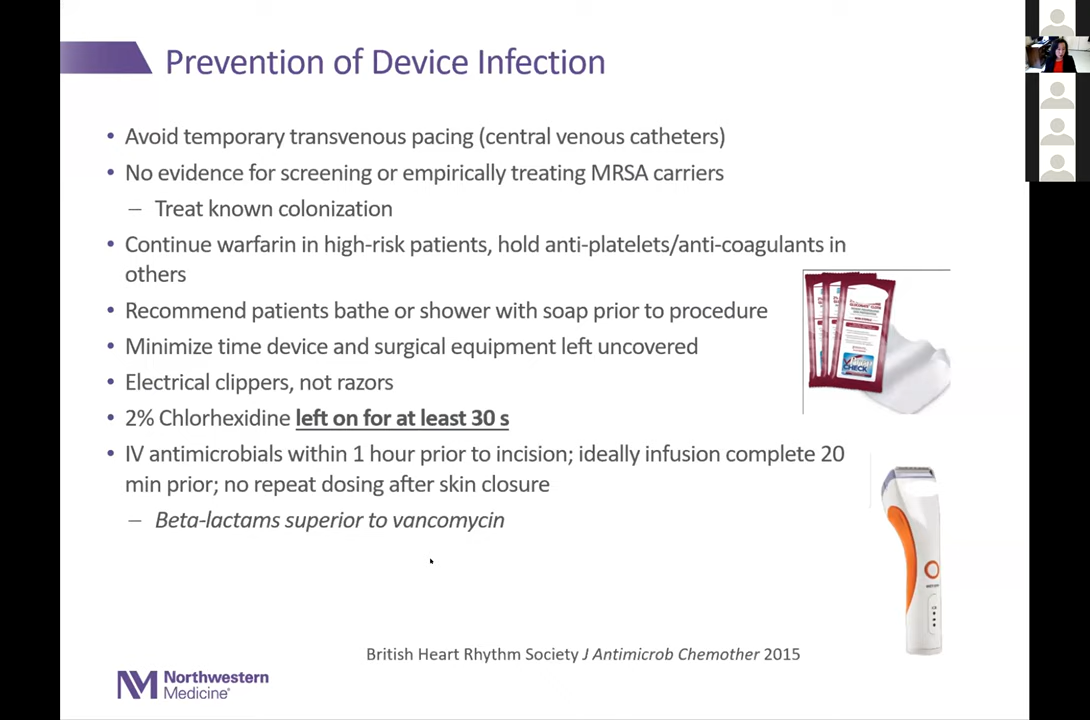 Prevention of Device Infection
• Avoid temporary transvenous pacing (central venous catheters)
• No evidence for screening or empirically treating MRSA carriers
– Treat known colonization
• Continue warfarin in high-risk patients, hold anti-platelets/anti-coagulants in
others
• Recommend patients bathe or shower with soap prior to procedure
• Minimize time device and surgical equipment left uncovered
• Electrical clippers, not razors
• 2% Chlorhexidine left on for at least 30 s
• IV antimicrobials within 1 hour prior to incision; ideally infusion complete 20
min prior; no repeat dosing after skin closure
– Beta-lactams superior to vancomycin
CHECK
British Heart Rhythm Society J Antimicrob Chemother 2015
NM Northwestern
Medicine®